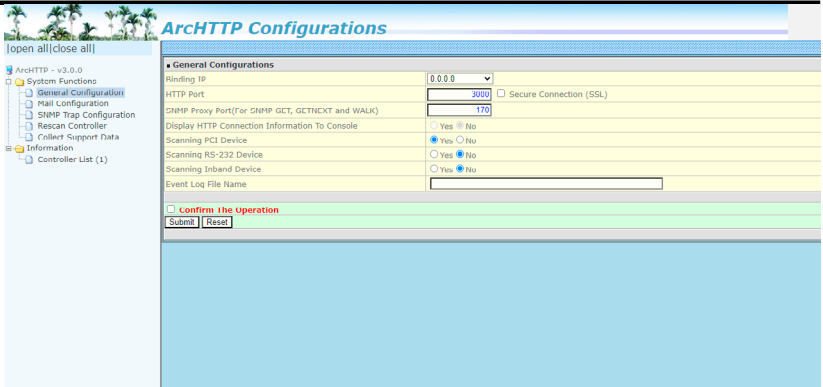 ArcHTTP Configurations
|open all|close all|
ArcHTTP - v3.0.0
System Functions
General Configuration
Mail Configuration
SNMP Trap Configuration
Rescan Controller
Collect Support Data
Information
Controller List (1)
▪ General Configurations
Binding IP 0.0.0.0
HTTP Port 3000 Secure Connection (SSL)
SNMP Proxy Port(For SNMP GET, GETNEXT and WALK) 170
Display HTTP Connection Information To Console Yes No
Scanning PCI Device Yes No
Scanning RS-232 Device Yes No
Scanning Inband Device Yes No
Event Log File Name
Confirm The Operation
Submit Reset